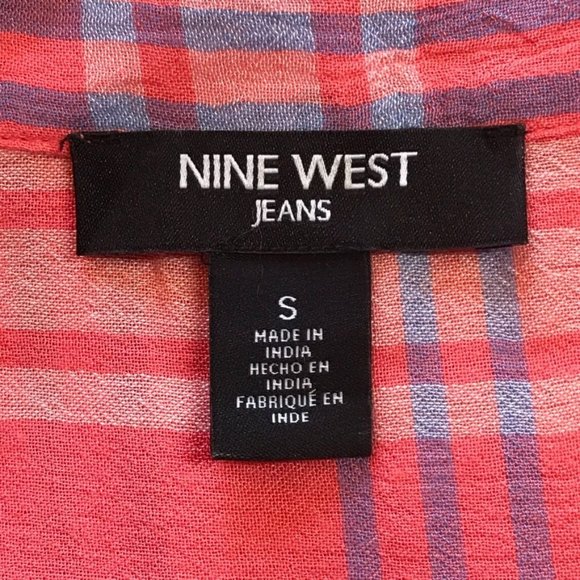 NINE WEST
JEANS
S
MADE IN
INDIA
HECHO EN
INDIA
FABRIQUÉ EN
INDE